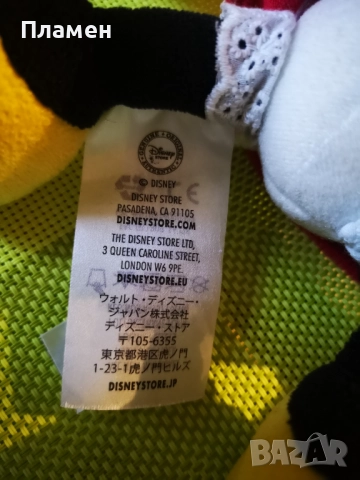 Пламен
Disney
STORE
© DISNEY
DISNEY STORE
PASADENA, CA 91105
DISNEYSTORE.COM
THE DISNEY STORE LTD,
3 QUEEN CAROLINE STREET,
LONDON W6 9PE.
DISNEYSTORE.EU
ウォルト・ディズニー・
ジャパン株式会社
ディズニー・ストア
〒105-6355
東京都港区虎ノ門
1-23-1虎ノ門ヒルズ
DISNEYSTORE.JP
BAZAR